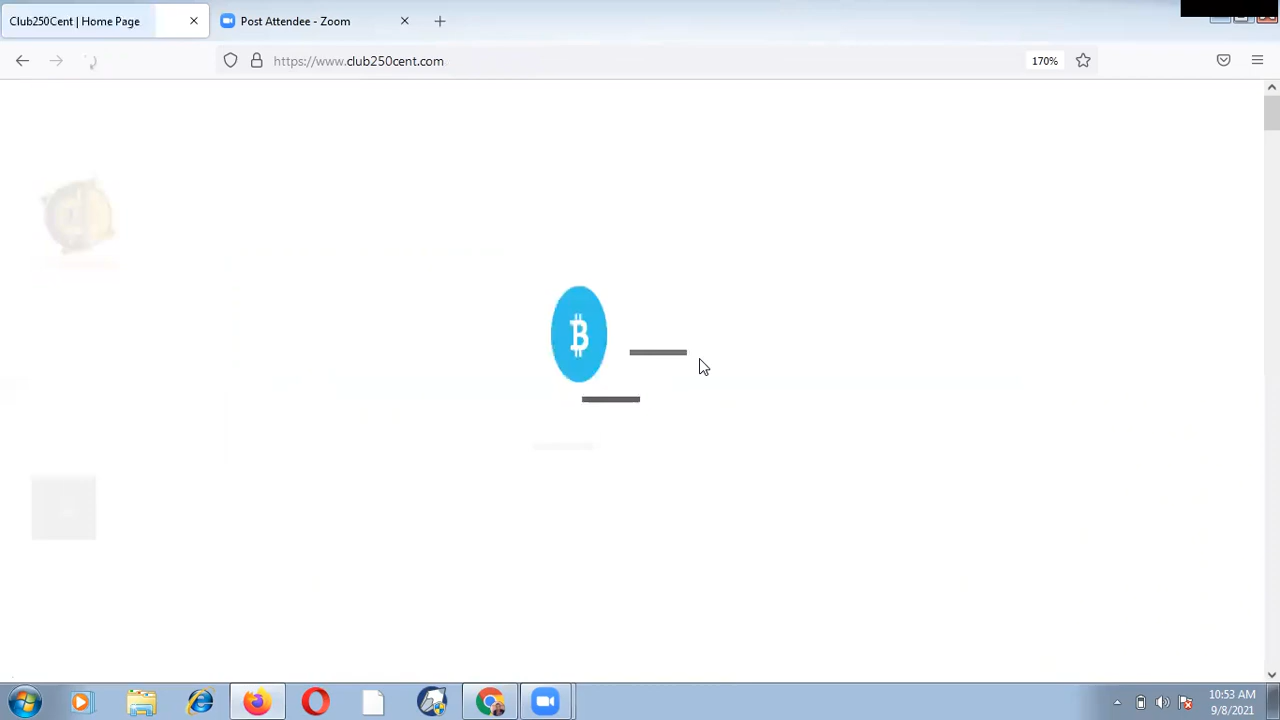 Club250Cent | Home Page
Post Attendee - Zoom
https://www.club250cent.com
170%
10:53 AM
9/8/2021